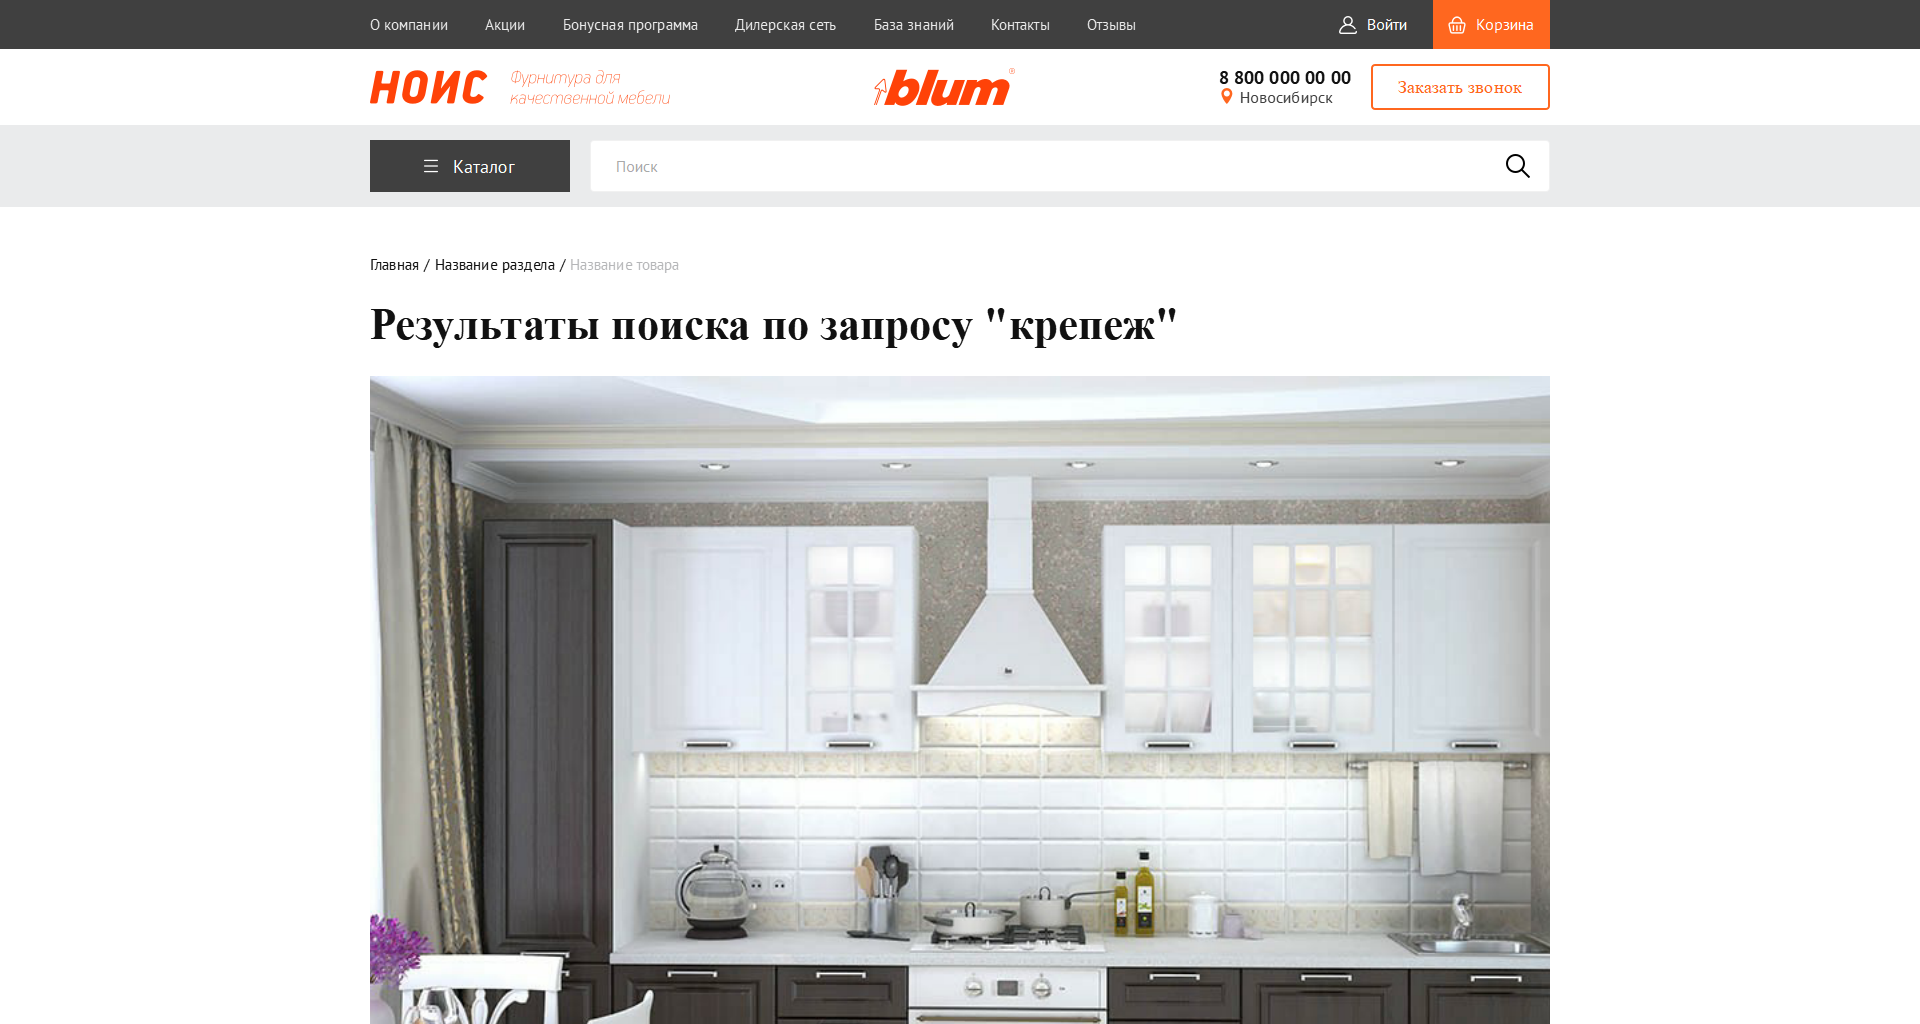 О компании Акции Бонусная программа Дилерская сеть База знаний Контакты Отзывы Войти Корзина
НОИС Фурнитура для
качественной мебели
blum®
8 800 000 00 00
Новосибирск
Заказать звонок
Каталог Поиск
Главная / Название раздела / Название товара
Результаты поиска по запросу "крепеж"